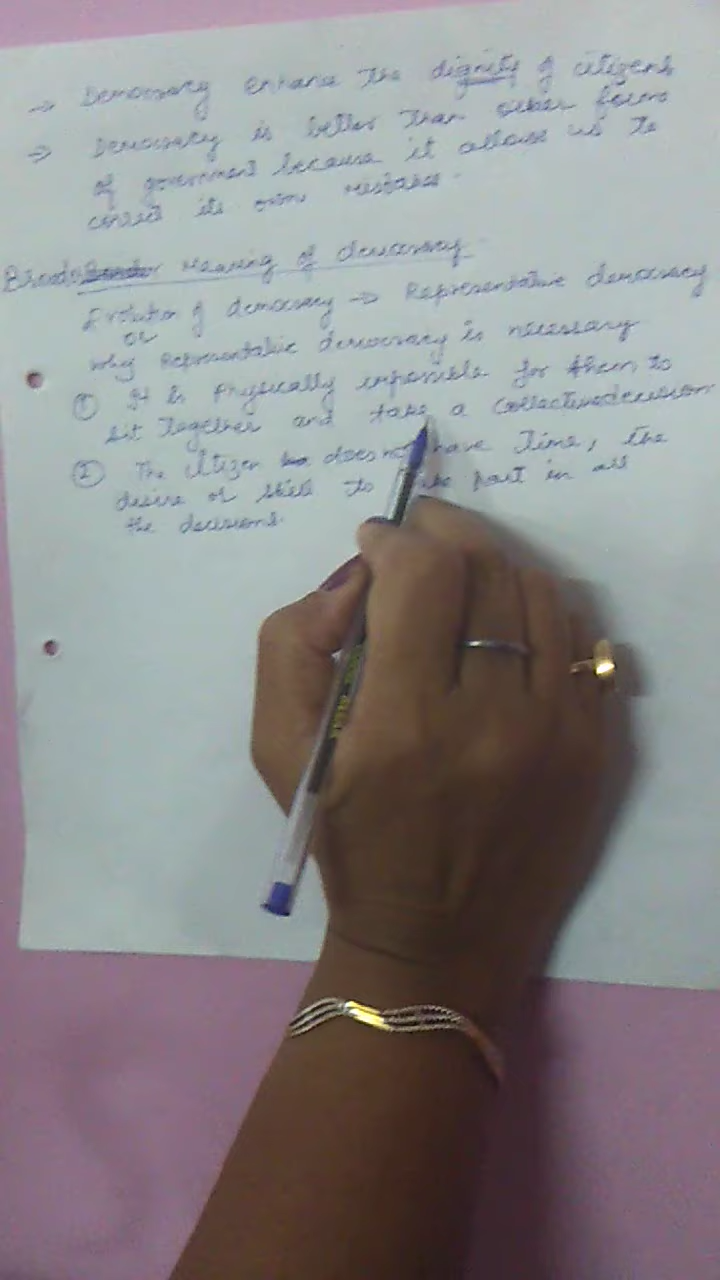 → Democracy enhance the dignity of citizens
→ Democracy is better than other form
of government because it allows us to
correct its own mistakes.
Broader Meaning of democracy
Evolution of democracy → Representative democracy
or
why Representative democracy is necessary
① It is Physically impossible for them to
sit together and take a collective decision
② The citizen does not have Time, the
desire or skill to part in all
the decisions.